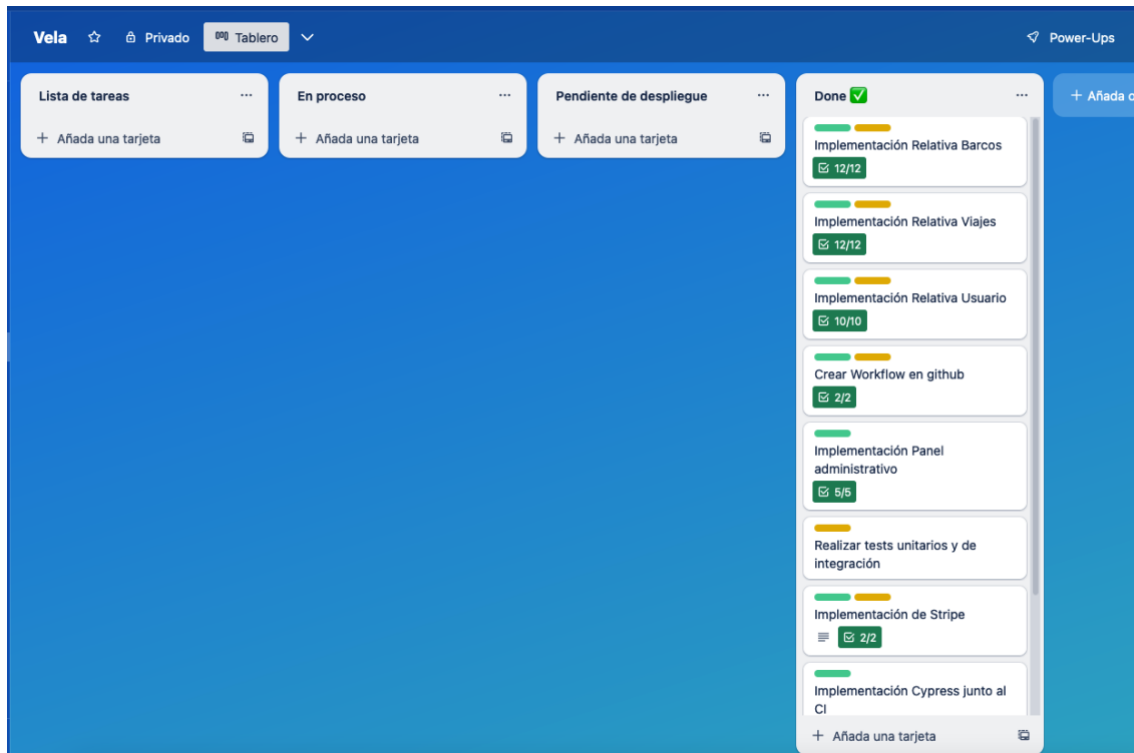 Vela Privado Tablero Power-Ups
Lista de tareas ...
+ Añada una tarjeta
En proceso ...
+ Añada una tarjeta
Pendiente de despliegue ...
+ Añada una tarjeta
Done ✅ ...
Implementación Relativa Barcos
12/12
Implementación Relativa Viajes
12/12
Implementación Relativa Usuario
10/10
Crear Workflow en github
2/2
Implementación Panel
administrativo
5/5
Realizar tests unitarios y de
integración
Implementación de Stripe
2/2
Implementación Cypress junto al
CI
+ Añada una tarjeta
+ Añada